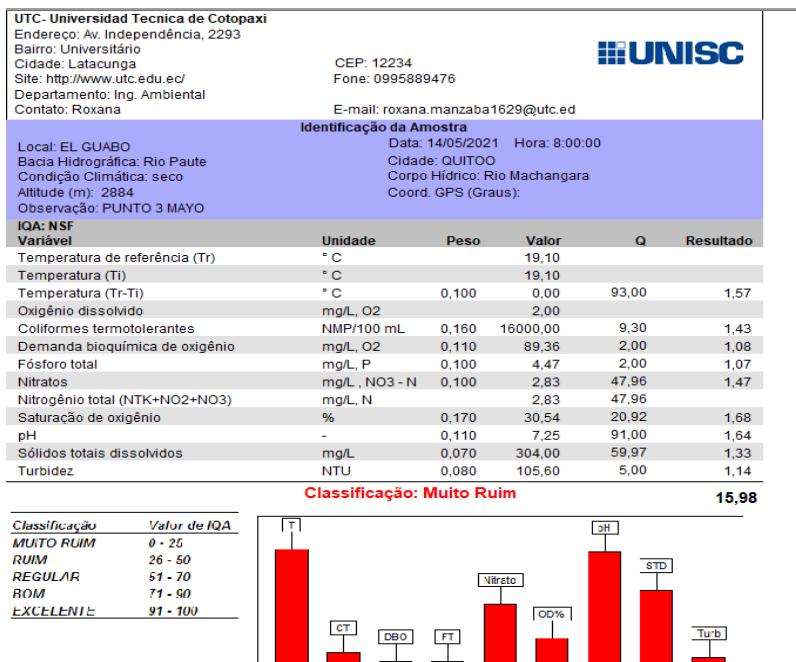 UTC- Universidad Tecnica de Cotopaxi
Endereço: Av. Independência, 2293
Bairro: Universitário
Cidade: Latacunga CEP: 12234
Site: http://www.utc.edu.ec/ Fone: 0995889476
Departamento: Ing. Ambiental
Contato: Roxana E-mail: roxana.manzaba1629@utc.ed
UNISC
Identificação da Amostra
Local: EL GUABO Data: 14/05/2021 Hora: 8:00:00
Bacia Hidrográfica: Rio Paute Cidade: QUITOO
Condição Climática: seco Corpo Hídrico: Rio Machangara
Altitude (m): 2884 Coord. GPS (Graus):
Observação: PUNTO 3 MAYO
IQA: NSF
Variável Unidade Peso Valor Q Resultado
Temperatura de referência (Tr) ° C 19,10
Temperatura (Ti) ° C 19,10
Temperatura (Tr-Ti) ° C 0,100 0,00 93,00 1,57
Oxigênio dissolvido mg/L, O2 2,00
Coliformes termotolerantes NMP/100 mL 0,160 16000,00 9,30 1,43
Demanda bioquímica de oxigênio mg/L, O2 0,110 89,36 2,00 1,08
Fósforo total mg/L, P 0,100 4,47 2,00 1,07
Nitratos mg/L , NO3 - N 0,100 2,83 47,96 1,47
Nitrogênio total (NTK+NO2+NO3) mg/L, N 2,83 47,96
Saturação de oxigênio % 0,170 30,54 20,92 1,68
pH - 0,110 7,25 91,00 1,64
Sólidos totais dissolvidos mg/L 0,070 304,00 59,97 1,33
Turbidez NTU 0,080 105,60 5,00 1,14
Classificação: Muito Ruim 15,98
Classificação Valor de IQA
MUITO RUIM 0 - 25
RUIM 26 - 50
REGULAR 51 - 70
BOM 71 - 90
EXCELENTE 91 - 100
T
CT
DBO
FT
Nitrato
OD%
pH
STD
Turb